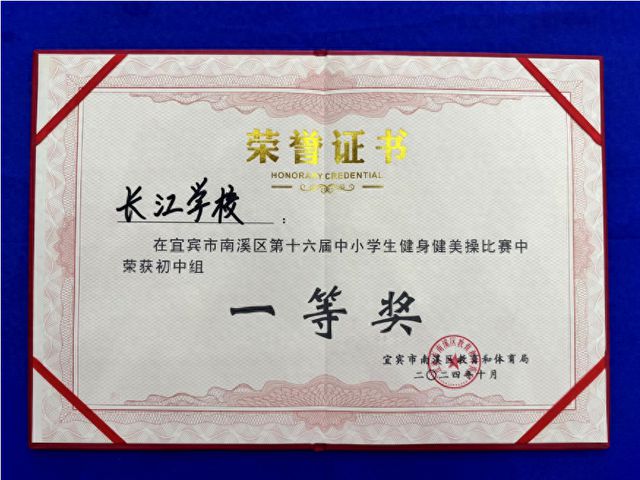 荣誉证书
HONORARY CREDENTIAL
长江学校：
在宜宾市南溪区第十六届中小学生健身健美操比赛中
荣获初中组
一等奖
宜宾市南溪区教育和体育局
二〇二四年十月